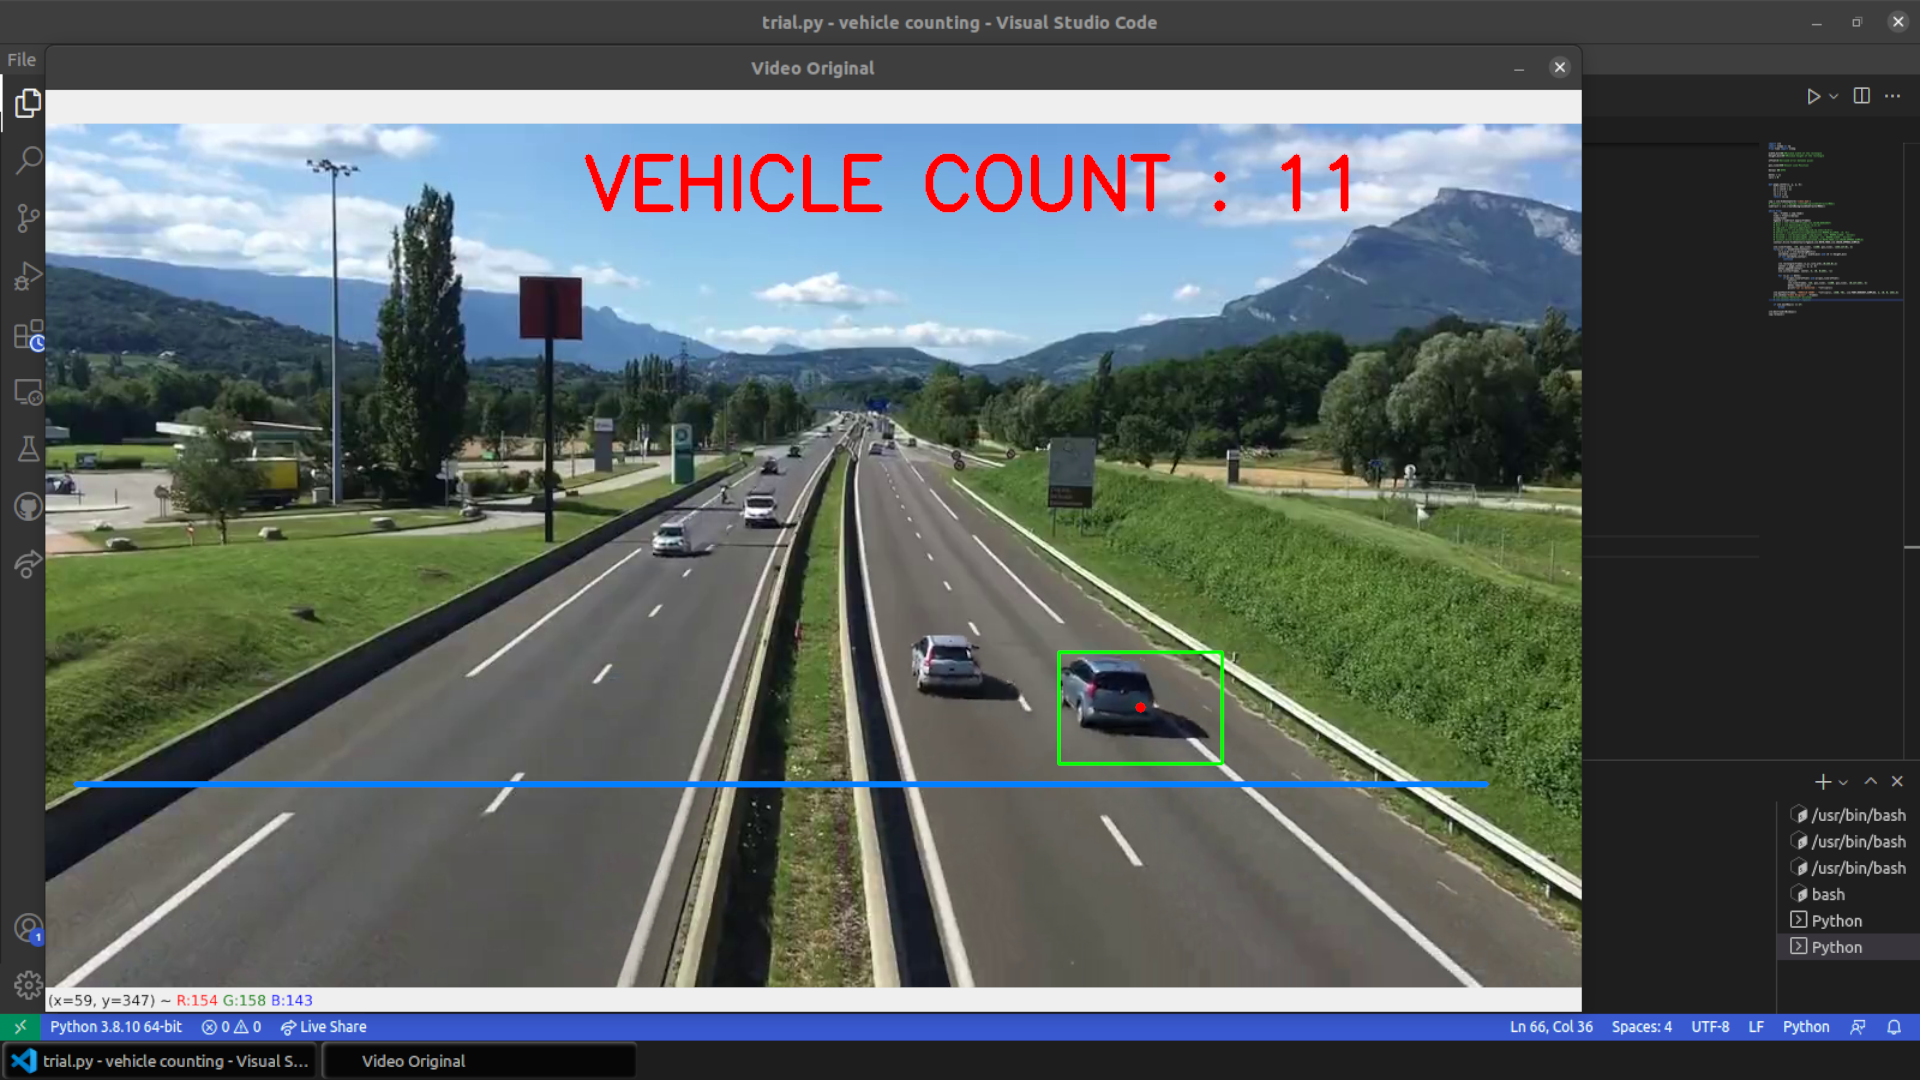 trial.py - vehicle counting - Visual Studio Code
File
Video Original
VEHICLE COUNT : 11
/usr/bin/bash
/usr/bin/bash
/usr/bin/bash
bash
Python
Python
1
(x=59, y=347) ~ R:154 G:158 B:143
Python 3.8.10 64-bit 0 0 Live Share Ln 66, Col 36 Spaces: 4 UTF-8 LF Python
trial.py - vehicle counting - Visual S... Video Original